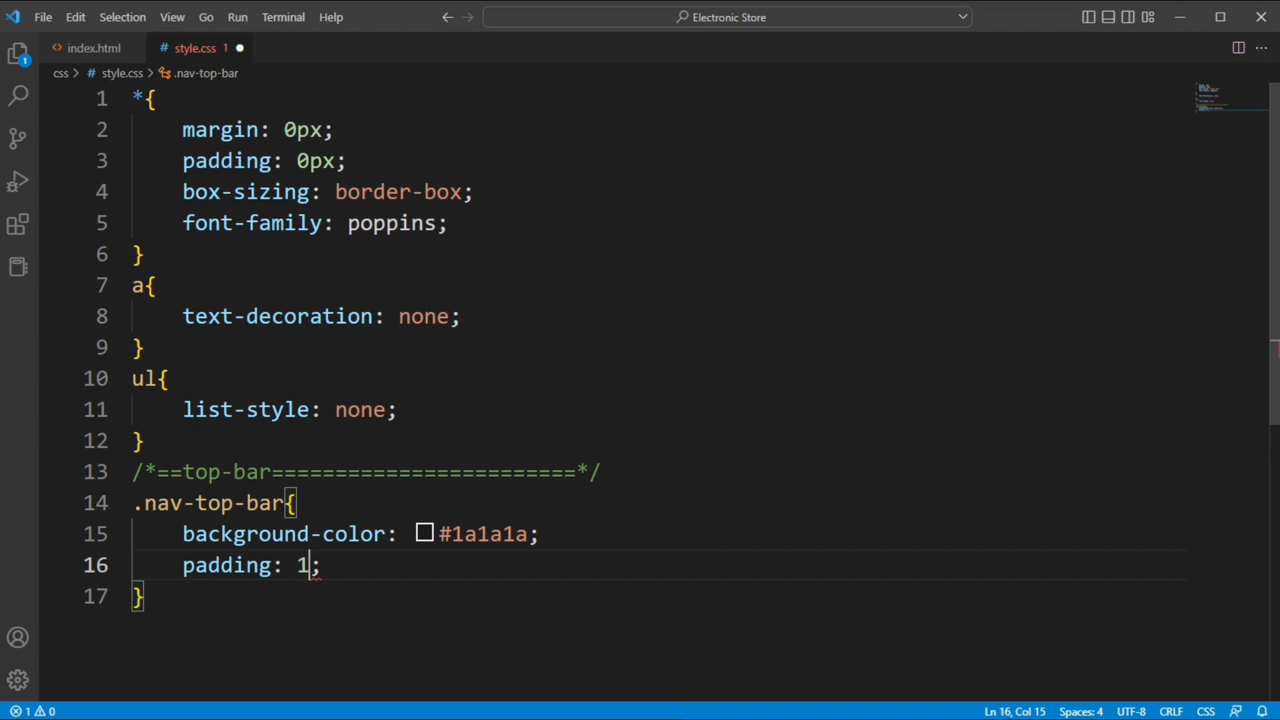 File Edit Selection View Go Run Terminal Help Electronic Store
index.html style.css 1
css > style.css > .nav-top-bar
1
1 *{
2 margin: 0px;
3 padding: 0px;
4 box-sizing: border-box;
5 font-family: poppins;
6 }
7 a{
8 text-decoration: none;
9 }
10 ul{
11 list-style: none;
12 }
13 /*==top-bar========================*/
14 .nav-top-bar{
15 background-color: #1a1a1a;
16 padding: 1;
17 }
1 0 Ln 16, Col 15 Spaces: 4 UTF-8 CRLF CSS